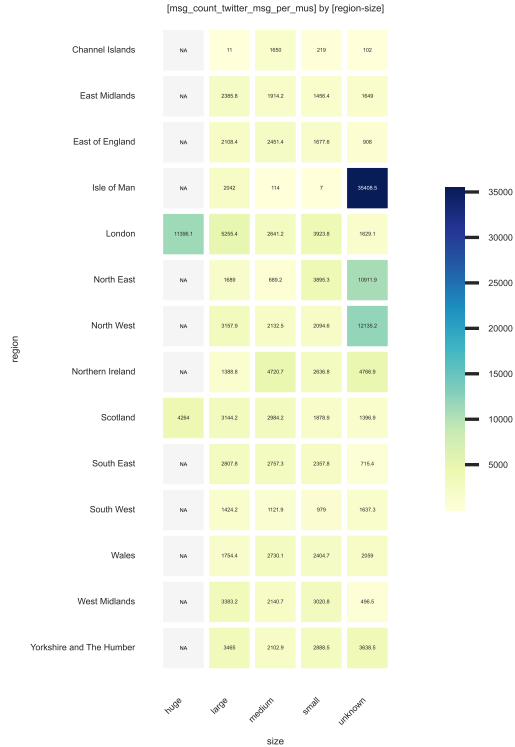 [msg_count_twitter_msg_per_mus] by [region-size]
Channel Islands NA 11 1650 219 102
East Midlands NA 2385.8 1914.2 1456.4 1649
East of England NA 2108.4 2451.4 1677.6 908
Isle of Man NA 2042 114 7 35408.5
London 11398.1 5255.4 2641.2 3923.8 1629.1
North East NA 1689 689.2 3895.3 10911.9
North West NA 3157.9 2132.5 2094.6 12135.2
Northern Ireland NA 1388.8 4720.7 2636.8 4766.9
Scotland 4264 3144.2 2984.2 1878.9 1396.9
South East NA 2807.8 2757.3 2357.8 715.4
South West NA 1424.2 1121.9 979 1637.3
Wales NA 1754.4 2730.1 2404.7 2059
West Midlands NA 3383.2 2140.7 3020.8 496.5
Yorkshire and The Humber NA 3465 2102.9 2888.5 3638.5
huge large medium small unknown
size
region
35000
30000
25000
20000
15000
10000
5000